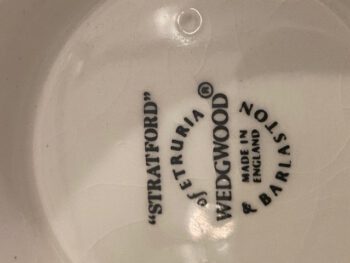 "STRATFORD"
OF ETRURIA
®
WEDGWOOD
MADE IN
ENGLAND
& BARLASTON